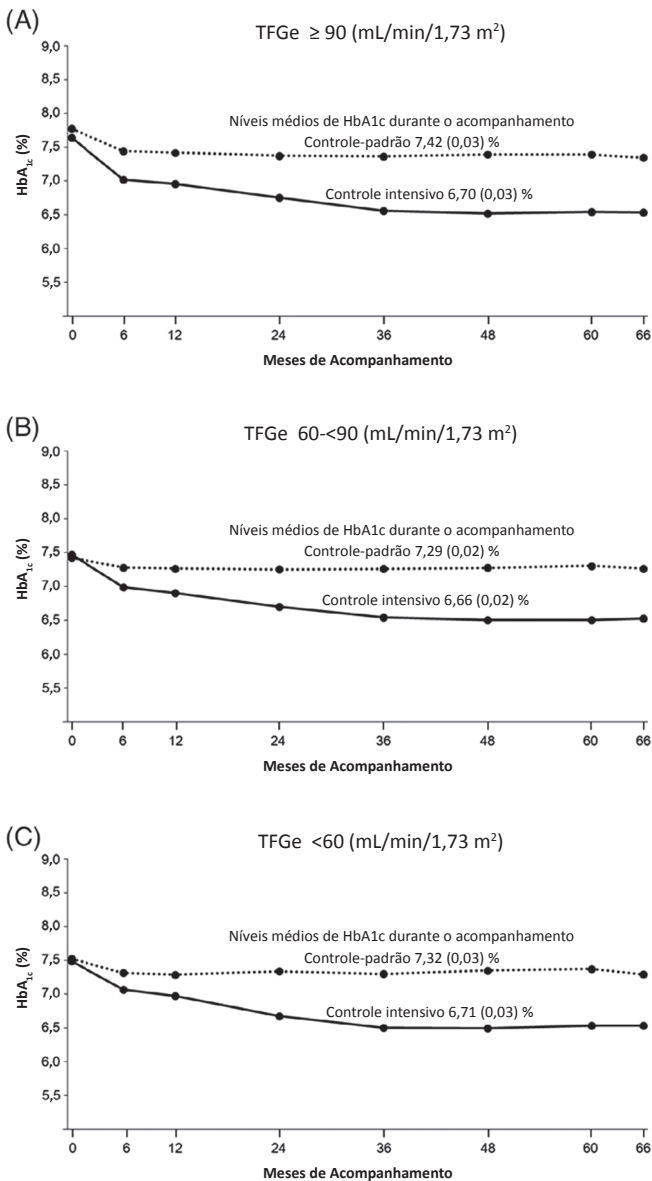 (A)
TFGe ≥ 90 (mL/min/1,73 m²)
9,0
8,5
8,0
7,5
7,0
6,5
6,0
5,5
HbA1c (%)
Níveis médios de HbA1c durante o acompanhamento
Controle-padrão 7,42 (0,03) %
Controle intensivo 6,70 (0,03) %
0 6 12 24 36 48 60 66
Meses de Acompanhamento
(B)
TFGe 60-<90 (mL/min/1,73 m²)
9,0
8,5
8,0
7,5
7,0
6,5
6,0
5,5
HbA1c (%)
Níveis médios de HbA1c durante o acompanhamento
Controle-padrão 7,29 (0,02) %
Controle intensivo 6,66 (0,02) %
0 6 12 24 36 48 60 66
Meses de Acompanhamento
(C)
TFGe <60 (mL/min/1,73 m²)
9,0
8,5
8,0
7,5
7,0
6,5
6,0
5,5
HbA1c (%)
Níveis médios de HbA1c durante o acompanhamento
Controle-padrão 7,32 (0,03) %
Controle intensivo 6,71 (0,03) %
0 6 12 24 36 48 60 66
Meses de Acompanhamento